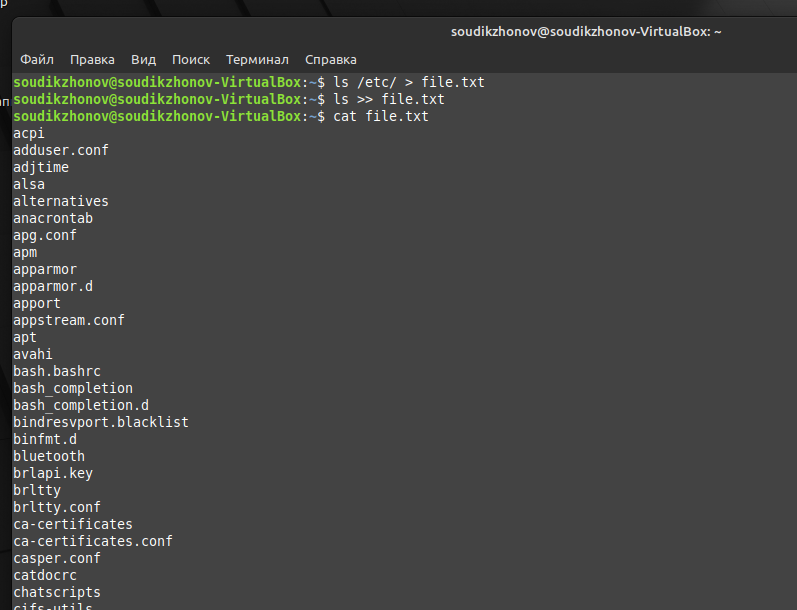 р
soudikzhonov@soudikzhonov-VirtualBox: ~
Файл Правка Вид Поиск Терминал Справка
soudikzhonov@soudikzhonov-VirtualBox:~$ ls /etc/ > file.txt
soudikzhonov@soudikzhonov-VirtualBox:~$ ls >> file.txt
soudikzhonov@soudikzhonov-VirtualBox:~$ cat file.txt
acpi
adduser.conf
adjtime
alsa
alternatives
anacrontab
apg.conf
apm
apparmor
apparmor.d
apport
appstream.conf
apt
avahi
bash.bashrc
bash_completion
bash_completion.d
bindresvport.blacklist
binfmt.d
bluetooth
brlapi.key
brltty
brltty.conf
ca-certificates
ca-certificates.conf
casper.conf
catdocrc
chatscripts
cifs-utils